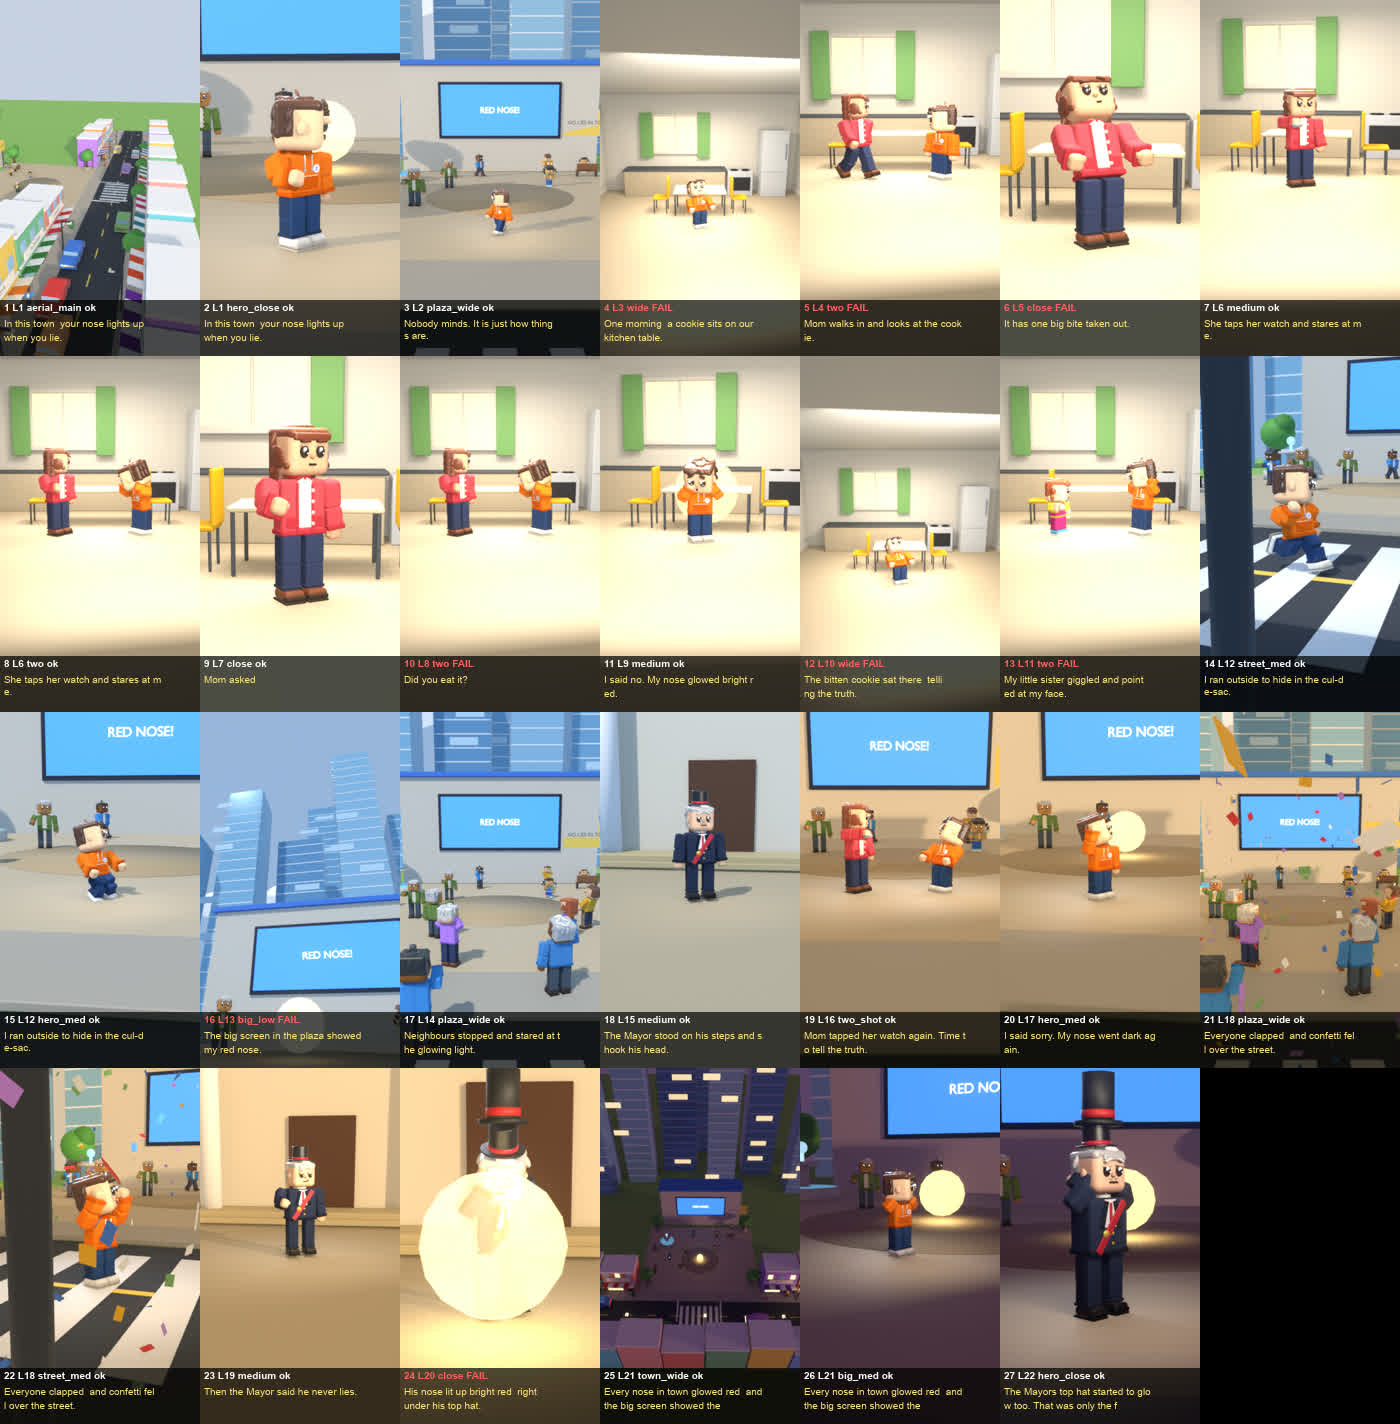 RED NOSE!
1 L1 aerial_main ok
In this town  your nose lights up
when you lie.
2 L1 hero_close ok
In this town  your nose lights up
when you lie.
3 L2 plaza_wide ok
Nobody minds. It is just how thing
s are.
4 L3 wide FAIL
One morning  a cookie sits on our
kitchen table.
5 L4 two FAIL
Mom walks in and looks at the cook
ie.
6 L5 close FAIL
It has one big bite taken out.
7 L6 medium ok
She taps her watch and stares at m
e.
8 L6 two ok
She taps her watch and stares at m
e.
9 L7 close ok
Mom asked
10 L8 two FAIL
Did you eat it?
11 L9 medium ok
I said no. My nose glowed bright r
ed.
12 L10 wide FAIL
The bitten cookie sat there  telli
ng the truth.
13 L11 two FAIL
My little sister giggled and point
ed at my face.
14 L12 street_med ok
I ran outside to hide in the cul-d
e-sac.
RED NOSE!
15 L12 hero_med ok
I ran outside to hide in the cul-d
e-sac.
RED NOSE!
16 L13 big_low FAIL
The big screen in the plaza showed
my red nose.
RED NOSE!
17 L14 plaza_wide ok
Neighbours stopped and stared at t
he glowing light.
18 L15 medium ok
The Mayor stood on his steps and s
hook his head.
RED NOSE!
19 L16 two_shot ok
Mom tapped her watch again. Time t
o tell the truth.
RED NOSE!
20 L17 hero_med ok
I said sorry. My nose went dark ag
ain.
RED NOSE!
21 L18 plaza_wide ok
Everyone clapped  and confetti fel
l over the street.
22 L18 street_med ok
Everyone clapped  and confetti fel
l over the street.
23 L19 medium ok
Then the Mayor said he never lies.
24 L20 close FAIL
His nose lit up bright red  right
under his top hat.
25 L21 town_wide ok
Every nose in town glowed red  and
the big screen showed the
RED NO
26 L21 big_med ok
Every nose in town glowed red  and
the big screen showed the
27 L22 hero_close ok
The Mayors top hat started to glo
w too. That was only the f